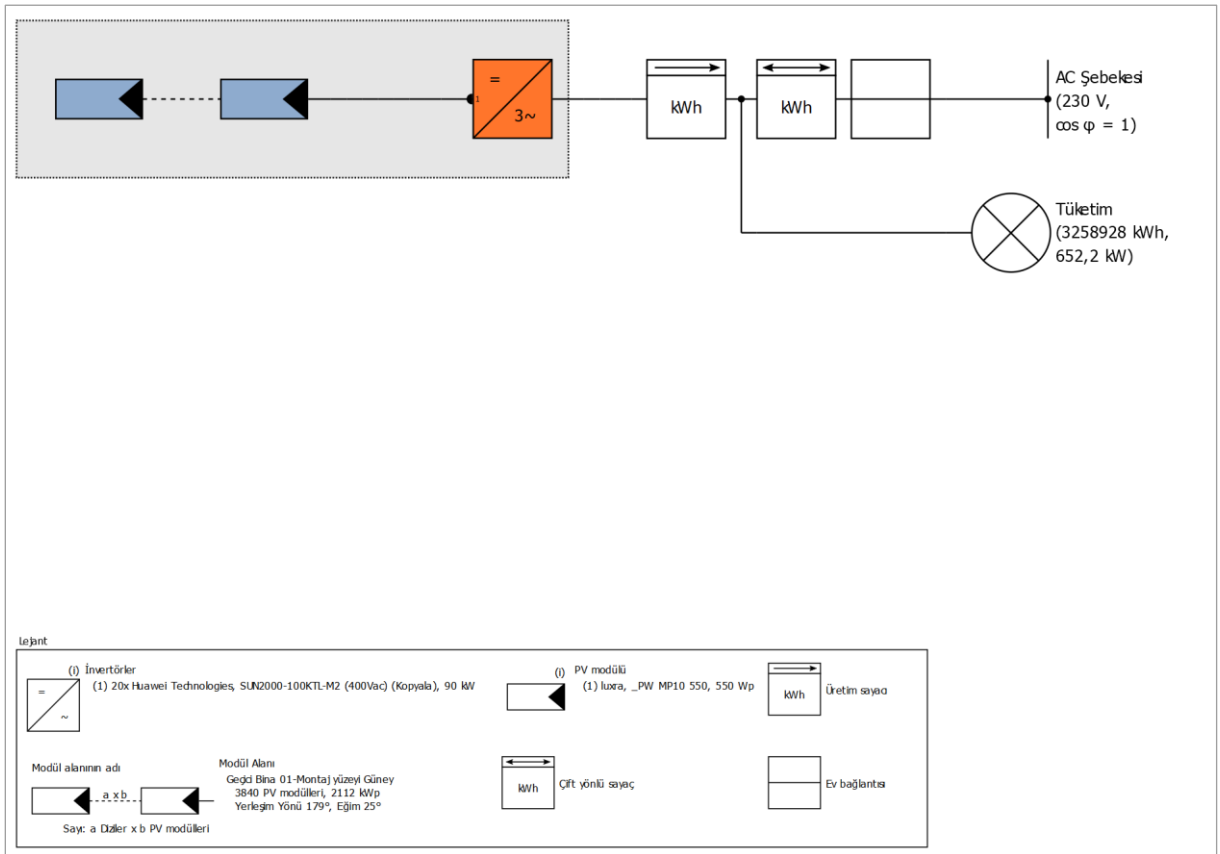 =
1
3~
kWh
kWh
AC Şebekesi
(230 V,
cos φ = 1)
Tüketim
(3258928 kWh,
652,2 kW)
Lejant
(i) İnvertörler
(1) 20x Huawei Technologies, SUN2000-100KTL-M2 (400Vac) (Kopyala), 90 kW
=
~
(i) PV modülü
(1) luxra, _PW MP10 550, 550 Wp
kWh
Üretim sayacı
Modül alanının adı
a x b
Sayı: a Diziler x b PV modülleri
Modül Alanı
Geçici Bina 01-Montaj yüzeyi Güney
3840 PV modülleri, 2112 kWp
Yerleşim Yönü 179°, Eğim 25°
kWh
Çift yönlü sayaç
Ev bağlantısı